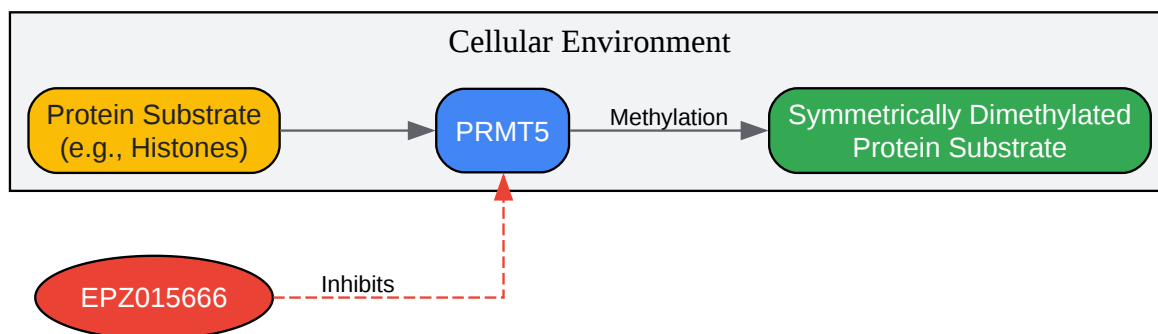 Cellular Environment
Protein Substrate
(e.g., Histones)
PRMT5
Methylation
Symmetrically Dimethylated
Protein Substrate
EPZ015666
Inhibits